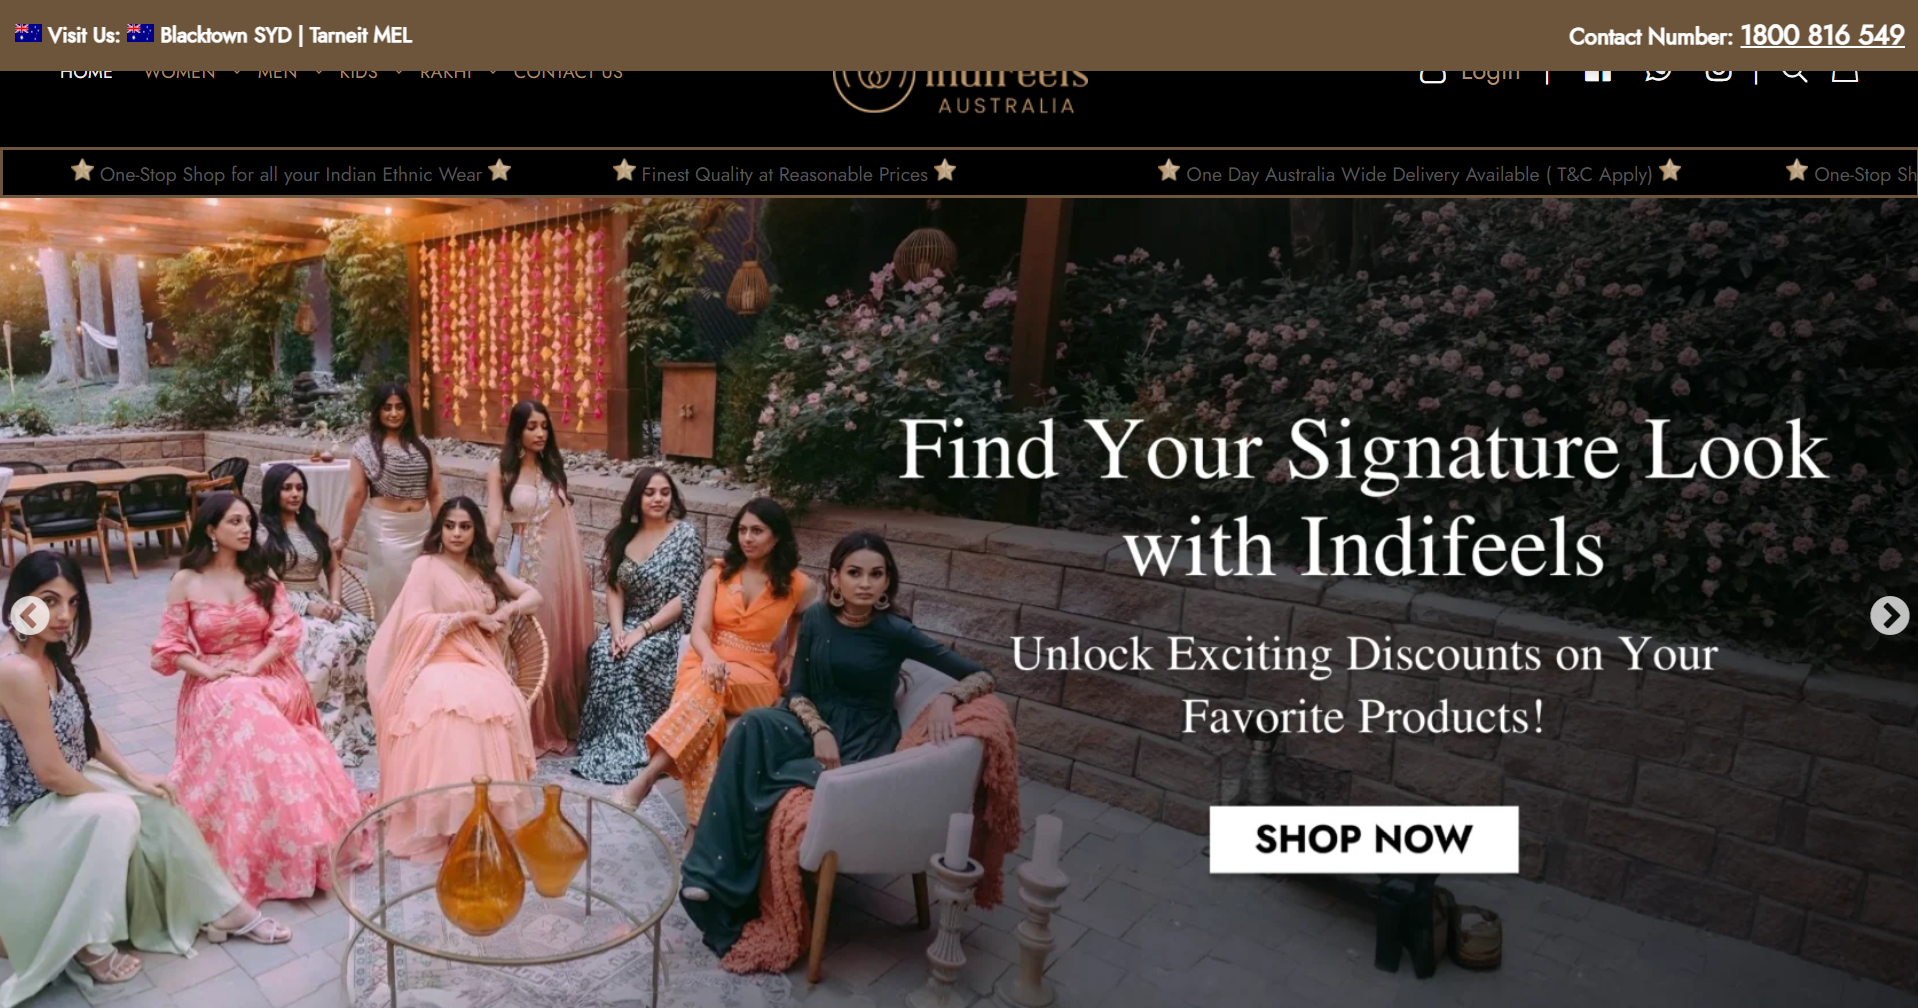 Visit Us: Blacktown SYD | Tarneit MEL
Contact Number: 1800 816 549
HOME WOMEN MEN KIDS RAKHI CONTACT US
indifeels
AUSTRALIA
Login
One-Stop Shop for all your Indian Ethnic Wear
Finest Quality at Reasonable Prices
One Day Australia Wide Delivery Available ( T&C Apply)
One-Stop Sh
Find Your Signature Look
with Indifeels
Unlock Exciting Discounts on Your
Favorite Products!
SHOP NOW